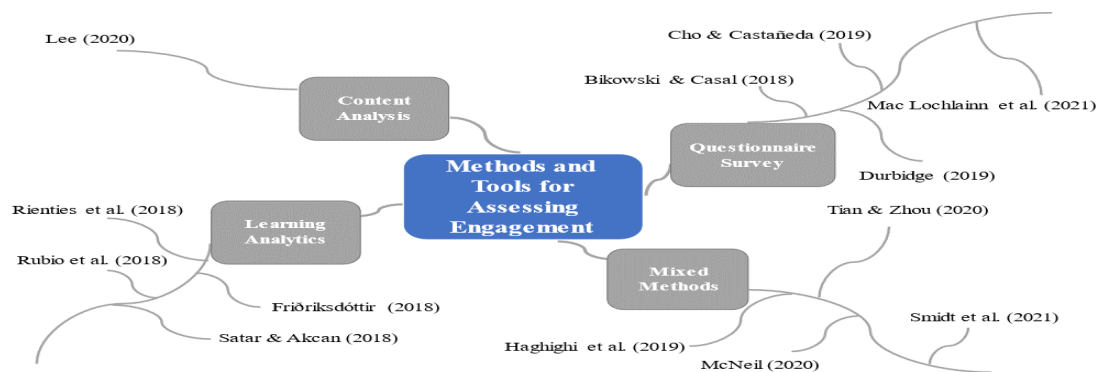 Lee (2020)
Content
Analysis
Cho & Castañeda (2019)
Bikowski & Casal (2018)
Mac Lochlainn et al. (2021)
Questionnaire
Survey
Durbidge (2019)
Methods and
Tools for
Assessing
Engagement
Rienties et al. (2018)
Learning
Analytics
Rubio et al. (2018)
Friðriksdóttir (2018)
Satar & Akcan (2018)
Tian & Zhou (2020)
Mixed
Methods
Smidt et al. (2021)
Haghighi et al. (2019)
McNeil (2020)